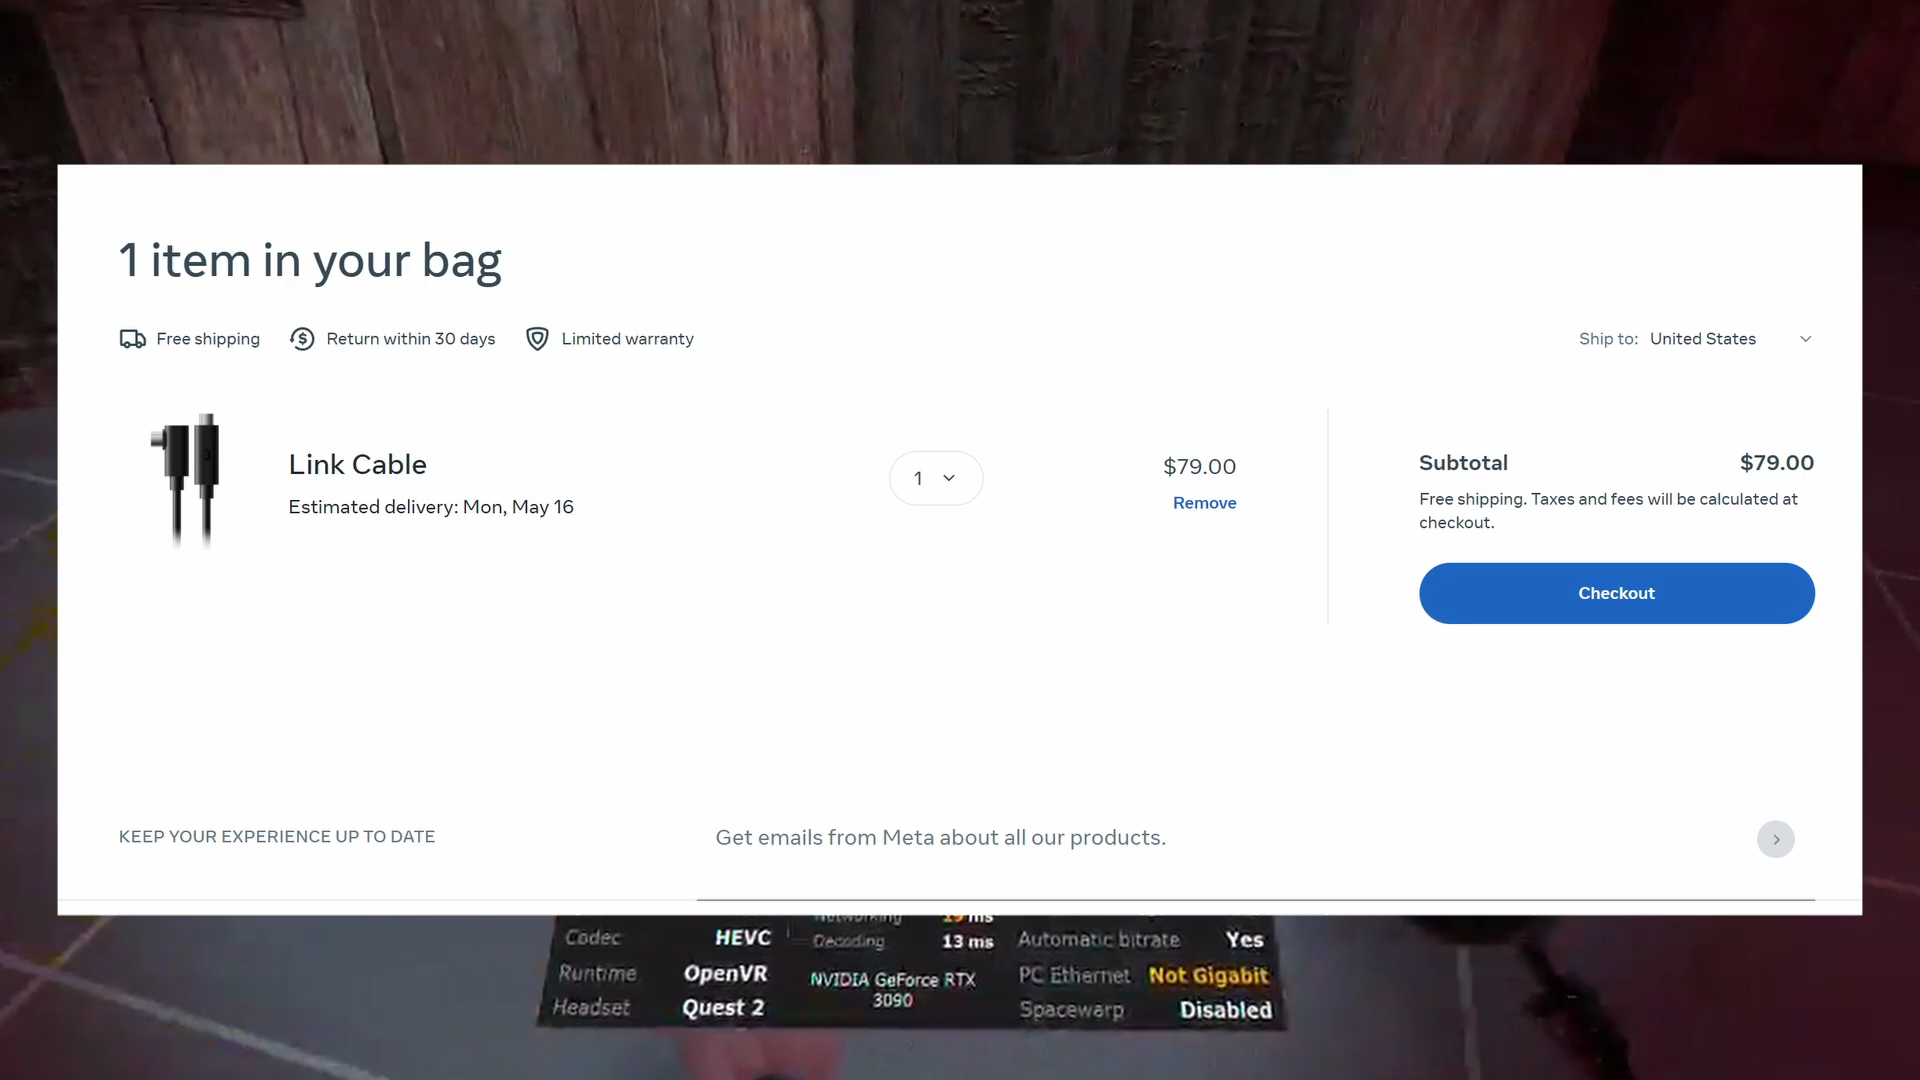 1 item in your bag
Free shipping
Return within 30 days
Limited warranty
Ship to: United States
Link Cable
Estimated delivery: Mon, May 16
1
$79.00
Remove
Subtotal $79.00
Free shipping. Taxes and fees will be calculated at
checkout.
Checkout
KEEP YOUR EXPERIENCE UP TO DATE
Get emails from Meta about all our products.
Networking 19 ms
Codec HEVC
Decoding 13 ms
Automatic bitrate Yes
Runtime OpenVR
NVIDIA GeForce RTX
3090
PC Ethernet Not Gigabit
Headset Quest 2
Spacewarp Disabled